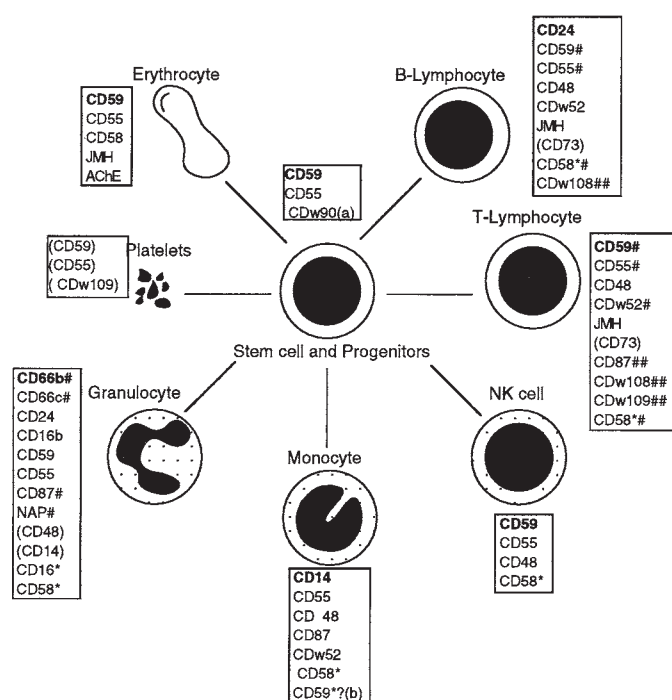 Erythrocyte
CD59
CD55
CD58
JMH
AChE
B-Lymphocyte
CD24
CD59#
CD55#
CD48
CDw52
JMH
(CD73)
CD58*#
CDw108##
CD59
CD55
CDw90(a)
T-Lymphocyte
CD59#
CD55#
CD48
CDw52#
JMH
(CD73)
CD87##
CDw108##
CDw109##
CD58*#
Platelets
(CD59)
(CD55)
( CDw109)
Stem cell and Progenitors
Granulocyte
CD66b#
CD66c#
CD24
CD16b
CD59
CD55
CD87#
NAP#
(CD48)
(CD14)
CD16*
CD58*
Monocyte
CD14
CD55
CD 48
CD87
CDw52
CD58*
CD59*?(b)
NK cell
CD59
CD55
CD48
CD58*